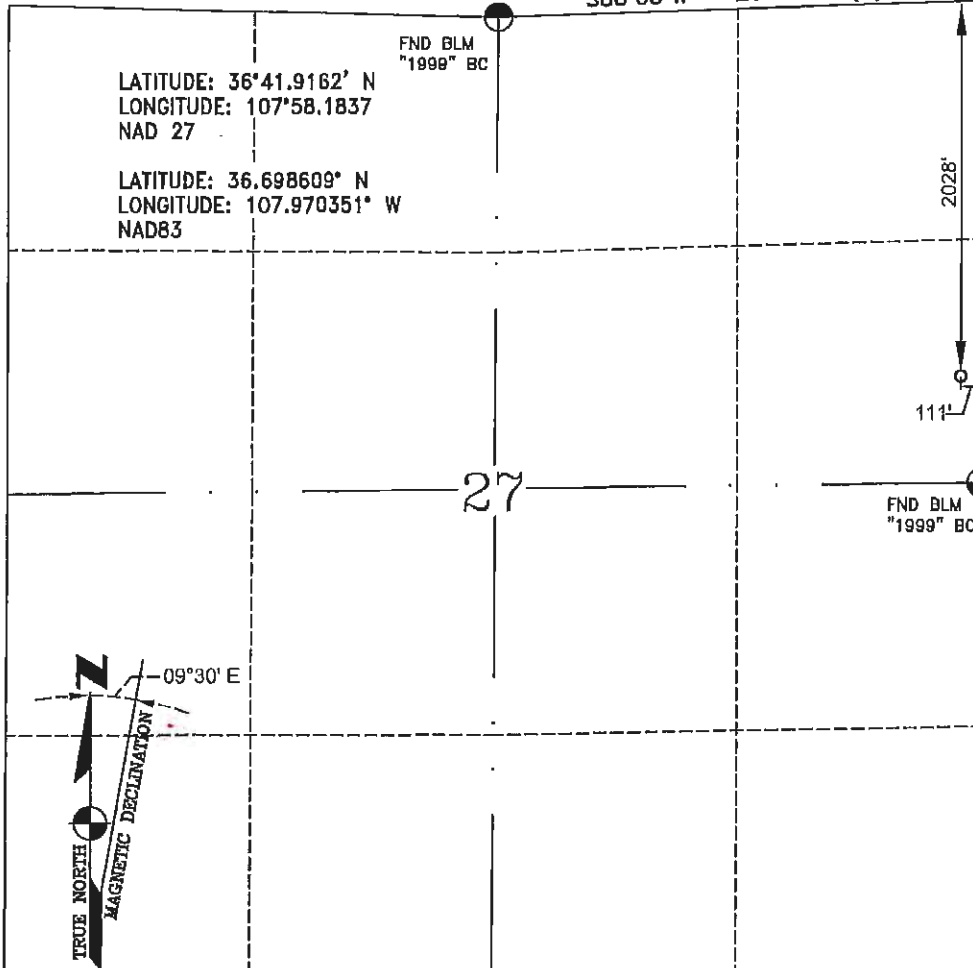 FND BLM
"1999" BC
LATITUDE: 36°41.9162' N
LONGITUDE: 107°58.1837
NAD 27
LATITUDE: 36.698609° N
LONGITUDE: 107.970351° W
NAD83
2028'
111'
27
FND BLM
"1999" BC
09°30' E
N
TRUE NORTH
MAGNETIC DECLINATION